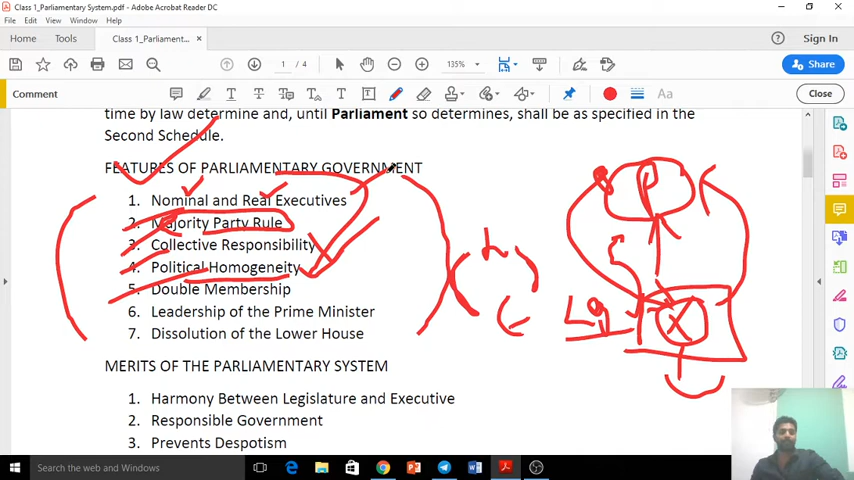 Class 1_Parliamentary System.pdf - Adobe Acrobat Reader DC
File Edit View Window Help
Home Tools Class 1_Parliament... × Sign In
1 / 4 135% Share
Comment Close
time by law determine and, until Parliament so determines, shall be as specified in the
Second Schedule.
FEATURES OF PARLIAMENTARY GOVERNMENT
1. Nominal and Real Executives
2. Majority Party Rule
3. Collective Responsibility
4. Political Homogeneity
5. Double Membership
6. Leadership of the Prime Minister
7. Dissolution of the Lower House
MERITS OF THE PARLIAMENTARY SYSTEM
1. Harmony Between Legislature and Executive
2. Responsible Government
3. Prevents Despotism
Search the web and Windows